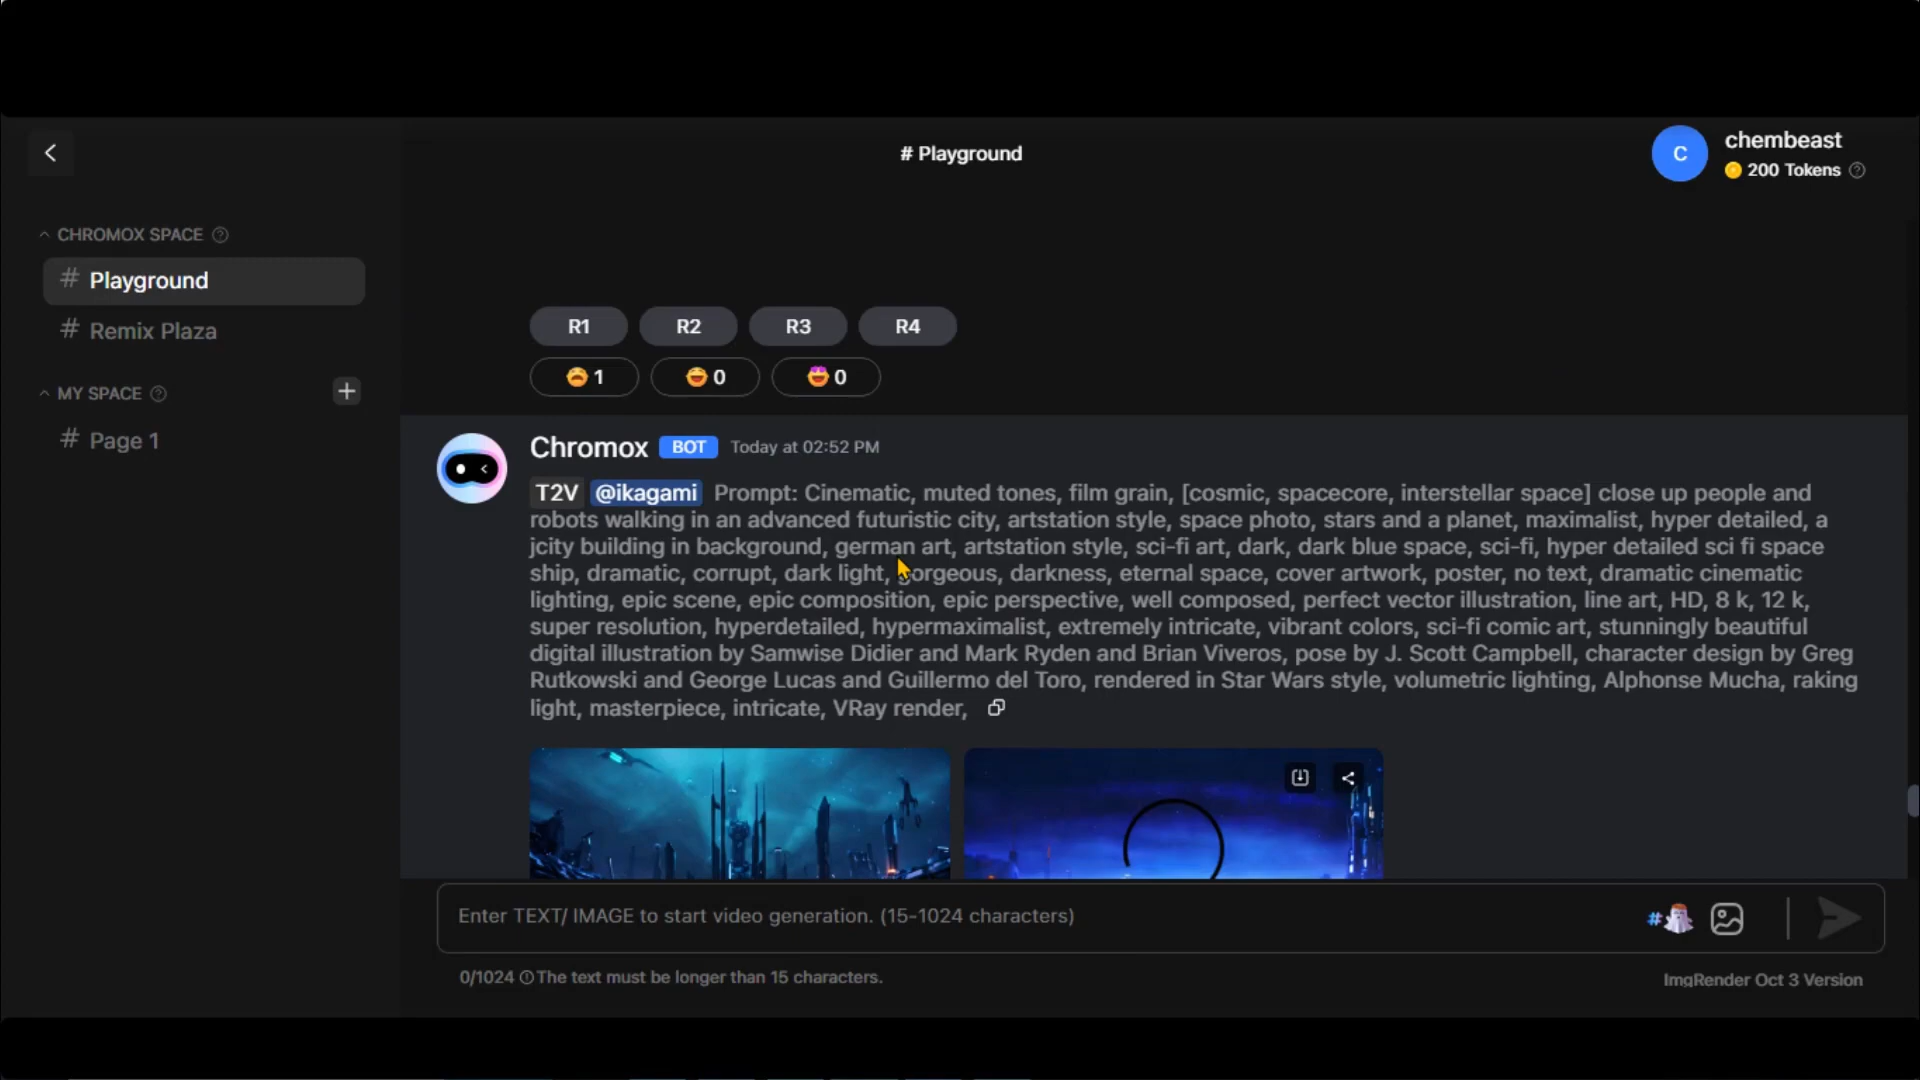 # Playground
C
chembeast
200 Tokens
CHROMOX SPACE
# Playground
# Remix Plaza
MY SPACE
# Page 1
R1 R2 R3 R4
1 0 0
Chromox BOT Today at 02:52 PM
T2V @ikagami Prompt: Cinematic, muted tones, film grain, [cosmic, spacecore, interstellar space] close up people and
robots walking in an advanced futuristic city, artstation style, space photo, stars and a planet, maximalist, hyper detailed, a
jcity building in background, german art, artstation style, sci-fi art, dark, dark blue space, sci-fi, hyper detailed sci fi space
ship, dramatic, corrupt, dark light, gorgeous, darkness, eternal space, cover artwork, poster, no text, dramatic cinematic
lighting, epic scene, epic composition, epic perspective, well composed, perfect vector illustration, line art, HD, 8 k, 12 k,
super resolution, hyperdetailed, hypermaximalist, extremely intricate, vibrant colors, sci-fi comic art, stunningly beautiful
digital illustration by Samwise Didier and Mark Ryden and Brian Viveros, pose by J. Scott Campbell, character design by Greg
Rutkowski and George Lucas and Guillermo del Toro, rendered in Star Wars style, volumetric lighting, Alphonse Mucha, raking
light, masterpiece, intricate, VRay render,
Enter TEXT/ IMAGE to start video generation. (15-1024 characters)
#
0/1024 The text must be longer than 15 characters.
ImgRender Oct 3 Version